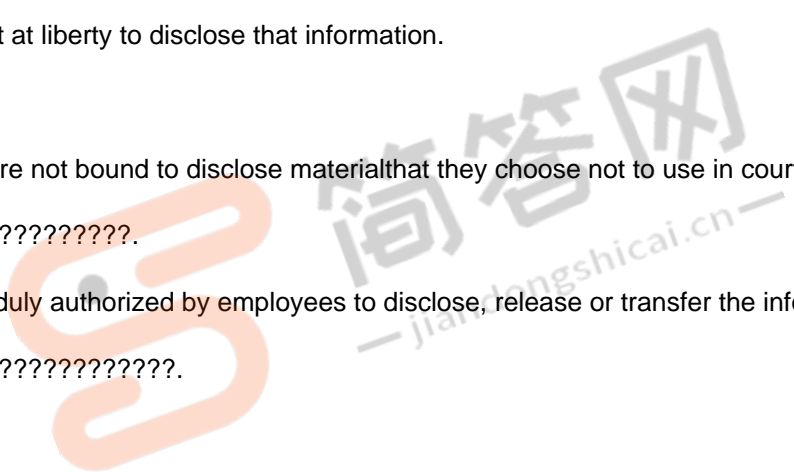 t at liberty to disclose that information.
re not bound to disclose materialthat they choose not to use in cour
?????????.
duly authorized by employees to disclose, release or transfer the inf
????????????.
简答网
jiandongshicai.cn